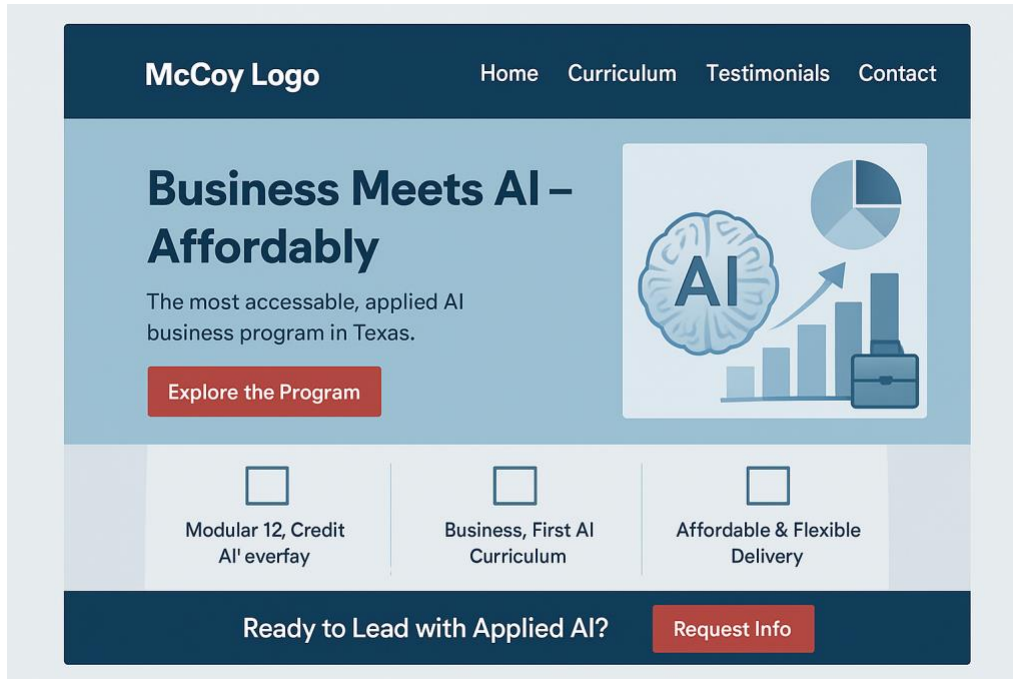 McCoy Logo
Home Curriculum Testimonials Contact
Business Meets AI –
Affordably
The most accessable, applied AI
business program in Texas.
Explore the Program
AI
Modular 12, Credit
AI' everfay
Business, First AI
Curriculum
Affordable & Flexible
Delivery
Ready to Lead with Applied AI?
Request Info